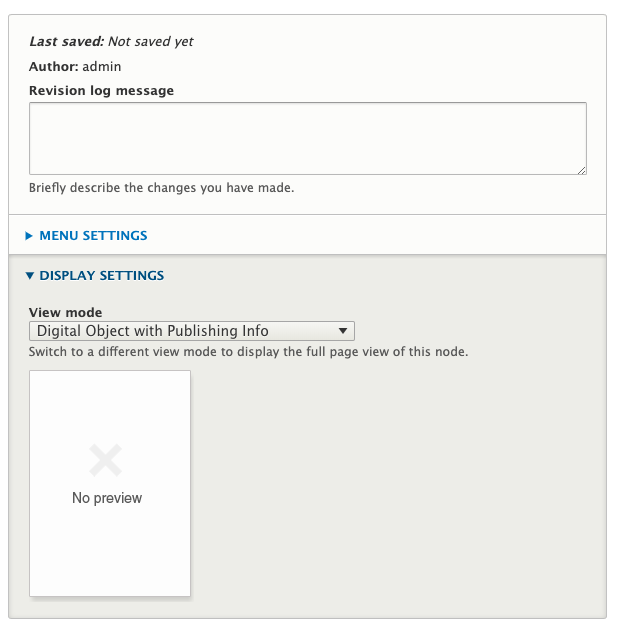 Last saved: Not saved yet
Author: admin
Revision log message
Briefly describe the changes you have made.
MENU SETTINGS
DISPLAY SETTINGS
View mode
Digital Object with Publishing Info
Switch to a different view mode to display the full page view of this node.
No preview